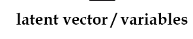 latent vector / variables